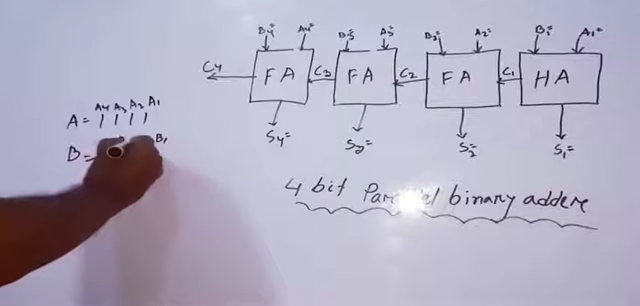 B4= A4= B3= A3= B2= A2= B1= A1=
C4 FA C3 FA C2 FA C1 HA
S4= S3= S2= S1=
A4 A3 A2 A1
A = 1 1 1 1
B1
B =
4 bit Parallel binary adder